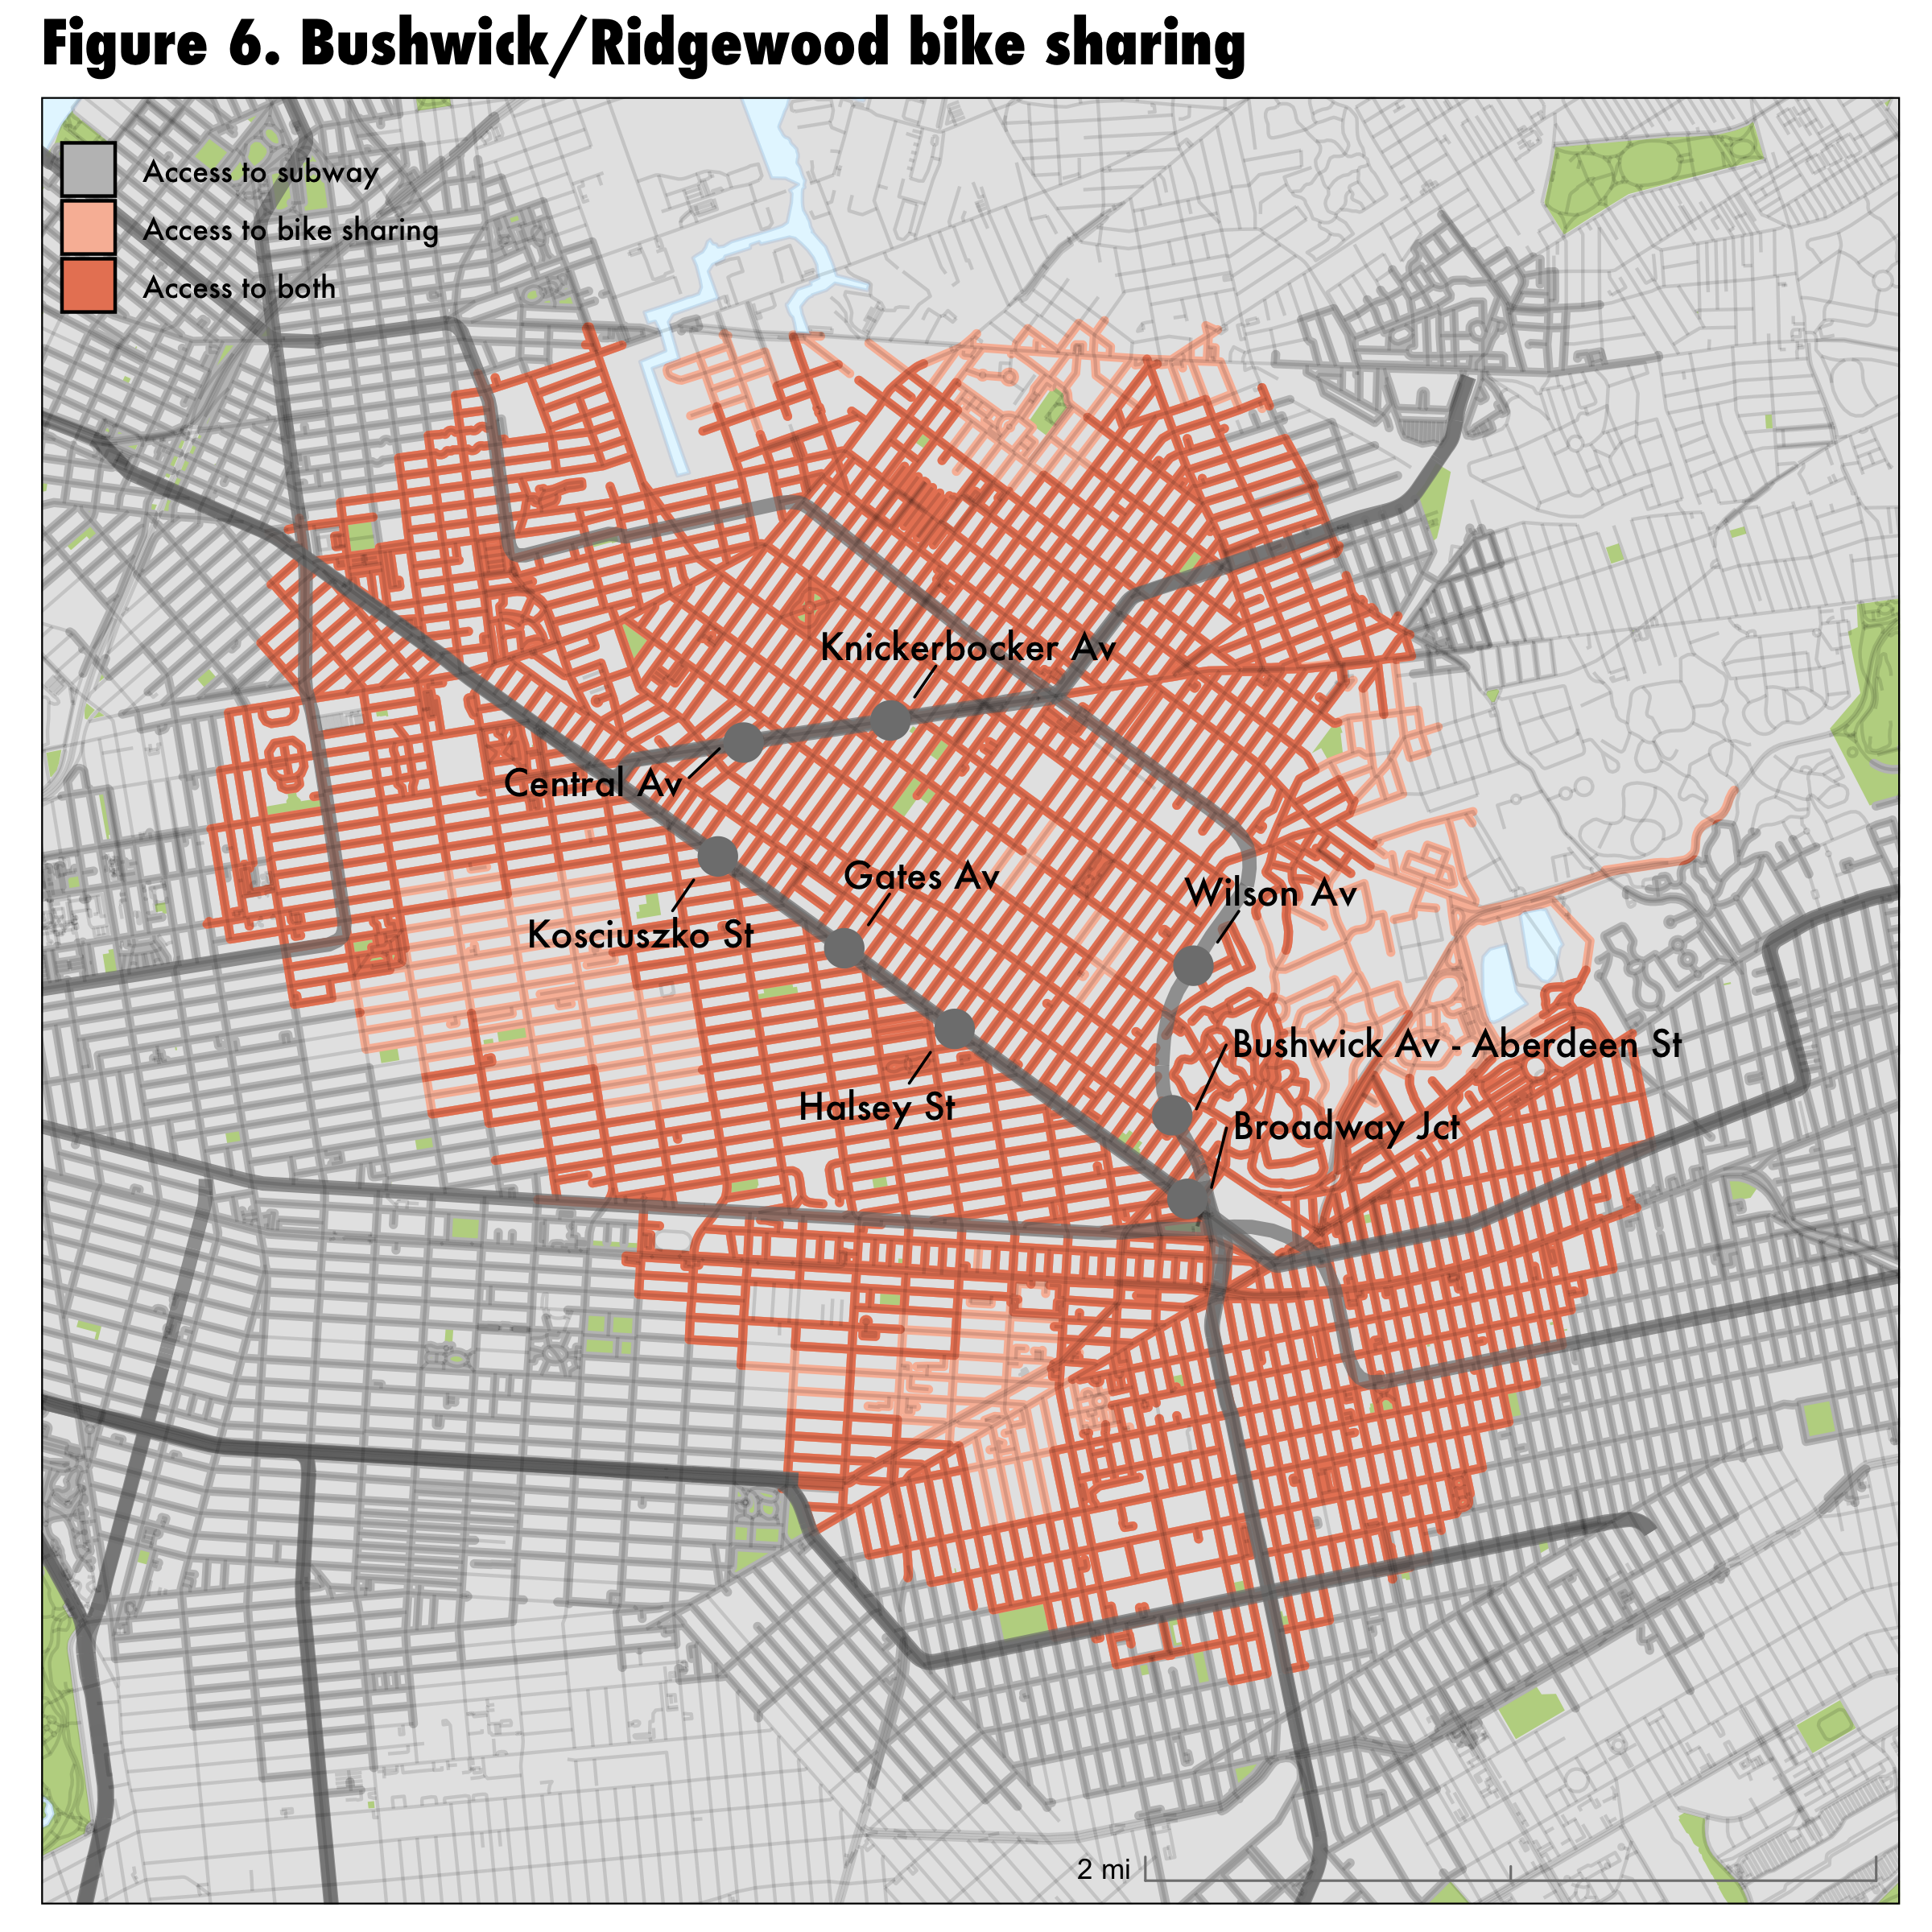 Figure 6. Bushwick/Ridgewood bike sharing
Access to subway
Access to bike sharing
Access to both
Knickerbocker Av
Central Av
Gates Av
Wilson Av
Kosciuszko St
Bushwick Av - Aberdeen St
Halsey St
Broadway Jct
2 mi